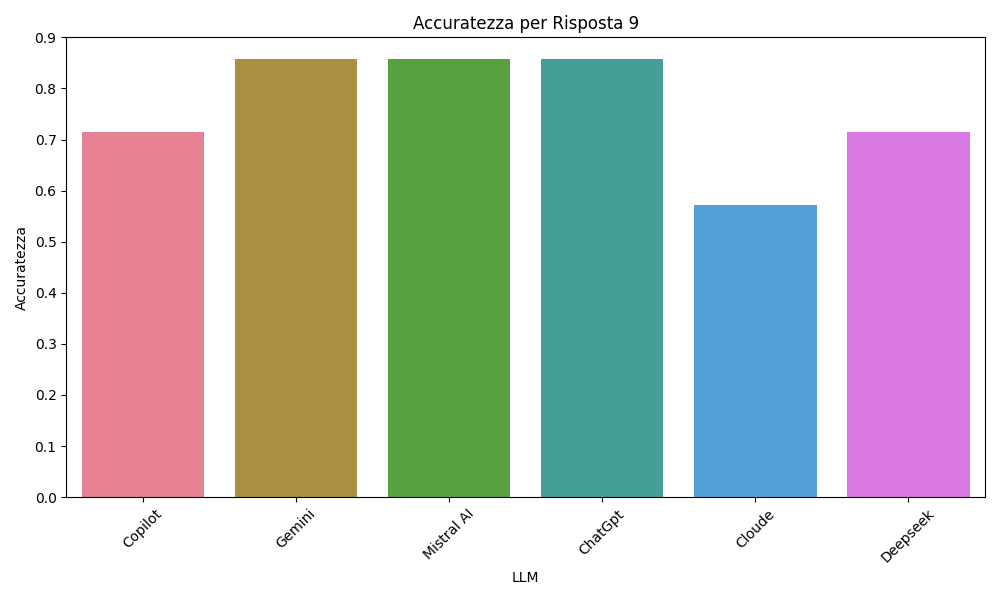 Accuratezza per Risposta 9
Accuratezza
0.9
0.8
0.7
0.6
0.5
0.4
0.3
0.2
0.1
0.0
Copilot
Gemini
Mistral AI
ChatGpt
Cloude
Deepseek
LLM